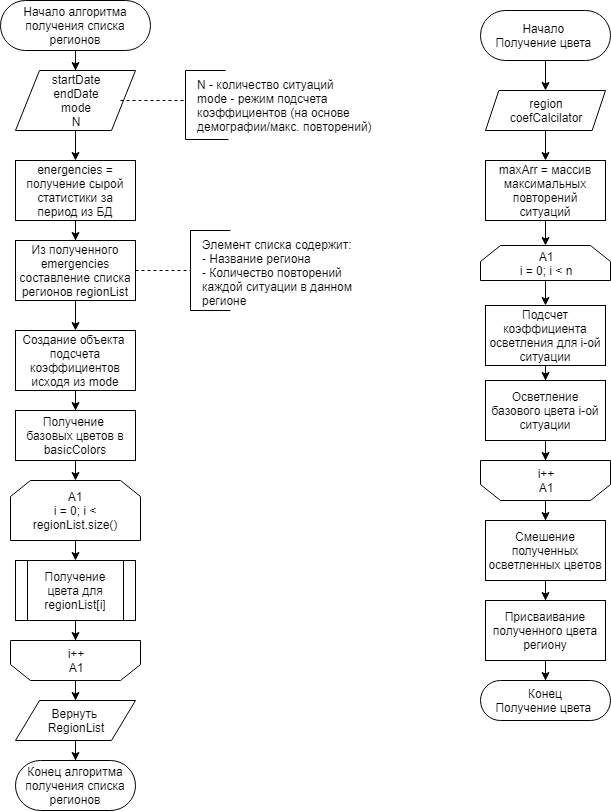 Начало алгоритма
получения списка
регионов
startDate
endDate
mode
N
N - количество ситуаций
mode - режим подсчета
коэффициентов (на основе
демографии/макс. повторений)
energencies =
получение сырой
статистики за
период из БД
Из полученного
emergencies
составление списка
регионов regionList
Элемент списка содержит:
- Название региона
- Количество повторений
каждой ситуации в данном
регионе
Создание объекта
подсчета
коэффициентов
исходя из mode
Получение
базовых цветов в
basicColors
A1
i = 0; i <
regionList.size()
Получение
цвета для
regionList[i]
i++
A1
Вернуть
RegionList
Конец алгоритма
получения списка
регионов
Начало
Получение цвета
region
coefCalcilator
maxArr = массив
максимальных
повторений
ситуаций
A1
i = 0; i < n
Подсчет
коэффициента
осветления для i-ой
ситуации
Осветление
базового цвета i-ой
ситуации
i++
A1
Смешение
полученных
осветленных цветов
Присваивание
полученного цвета
региону
Конец
Получение цвета